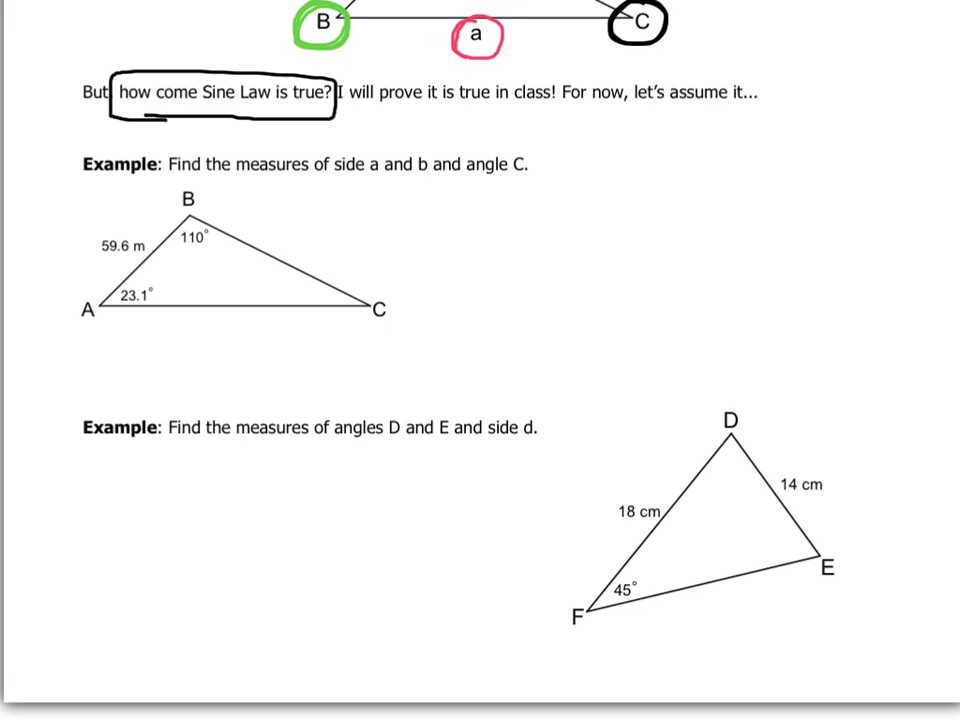 B
C
a
But how come Sine Law is true? I will prove it is true in class! For now, let's assume it...
Example: Find the measures of side a and b and angle C.
B
110°
59.6 m
23.1°
A
C
Example: Find the measures of angles D and E and side d.
D
14 cm
18 cm
E
45°
F